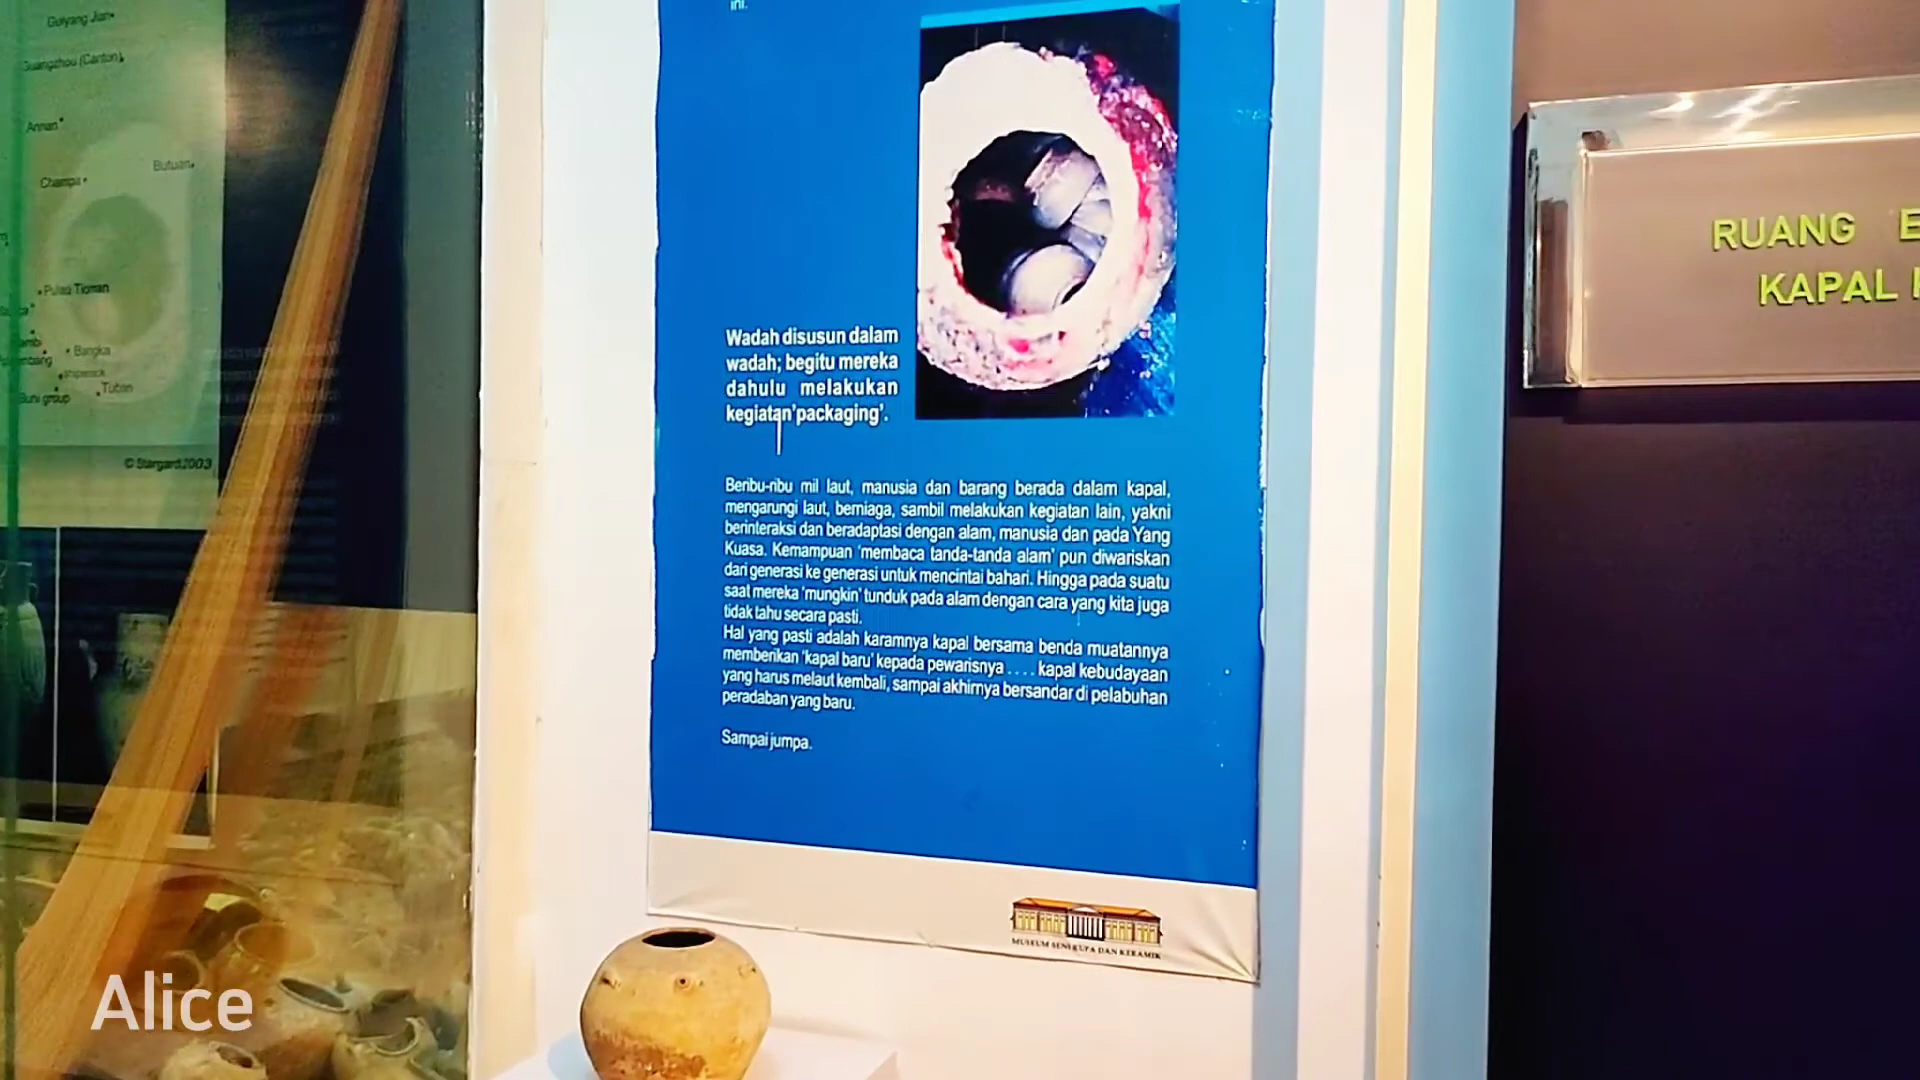 Guiyang Jian
Guangzhou (Canton)
Annan
Butuan
Champa
Pulau Tioman
Bangka
shipwreck
Tuban
Buni group
© Stargard2003
ini.
Wadah disusun dalam
wadah; begitu mereka
dahulu melakukan
kegiatan'packaging'.
Beribu-ribu mil laut, manusia dan barang berada dalam kapal,
mengarungi laut, berniaga, sambil melakukan kegiatan lain, yakni
berinteraksi dan beradaptasi dengan alam, manusia dan pada Yang
Kuasa. Kemampuan 'membaca tanda-tanda alam' pun diwariskan
dari generasi ke generasi untuk mencintai bahari. Hingga pada suatu
saat mereka 'mungkin' tunduk pada alam dengan cara yang kita juga
tidak tahu secara pasti.
Hal yang pasti adalah karamnya kapal bersama benda muatannya
memberikan 'kapal baru' kepada pewarisnya .... kapal kebudayaan
yang harus melaut kembali, sampai akhirnya bersandar di pelabuhan
peradaban yang baru.
Sampai jumpa.
MUSEUM SENI RUPA DAN KERAMIK
RUANG
KAPAL
Alice